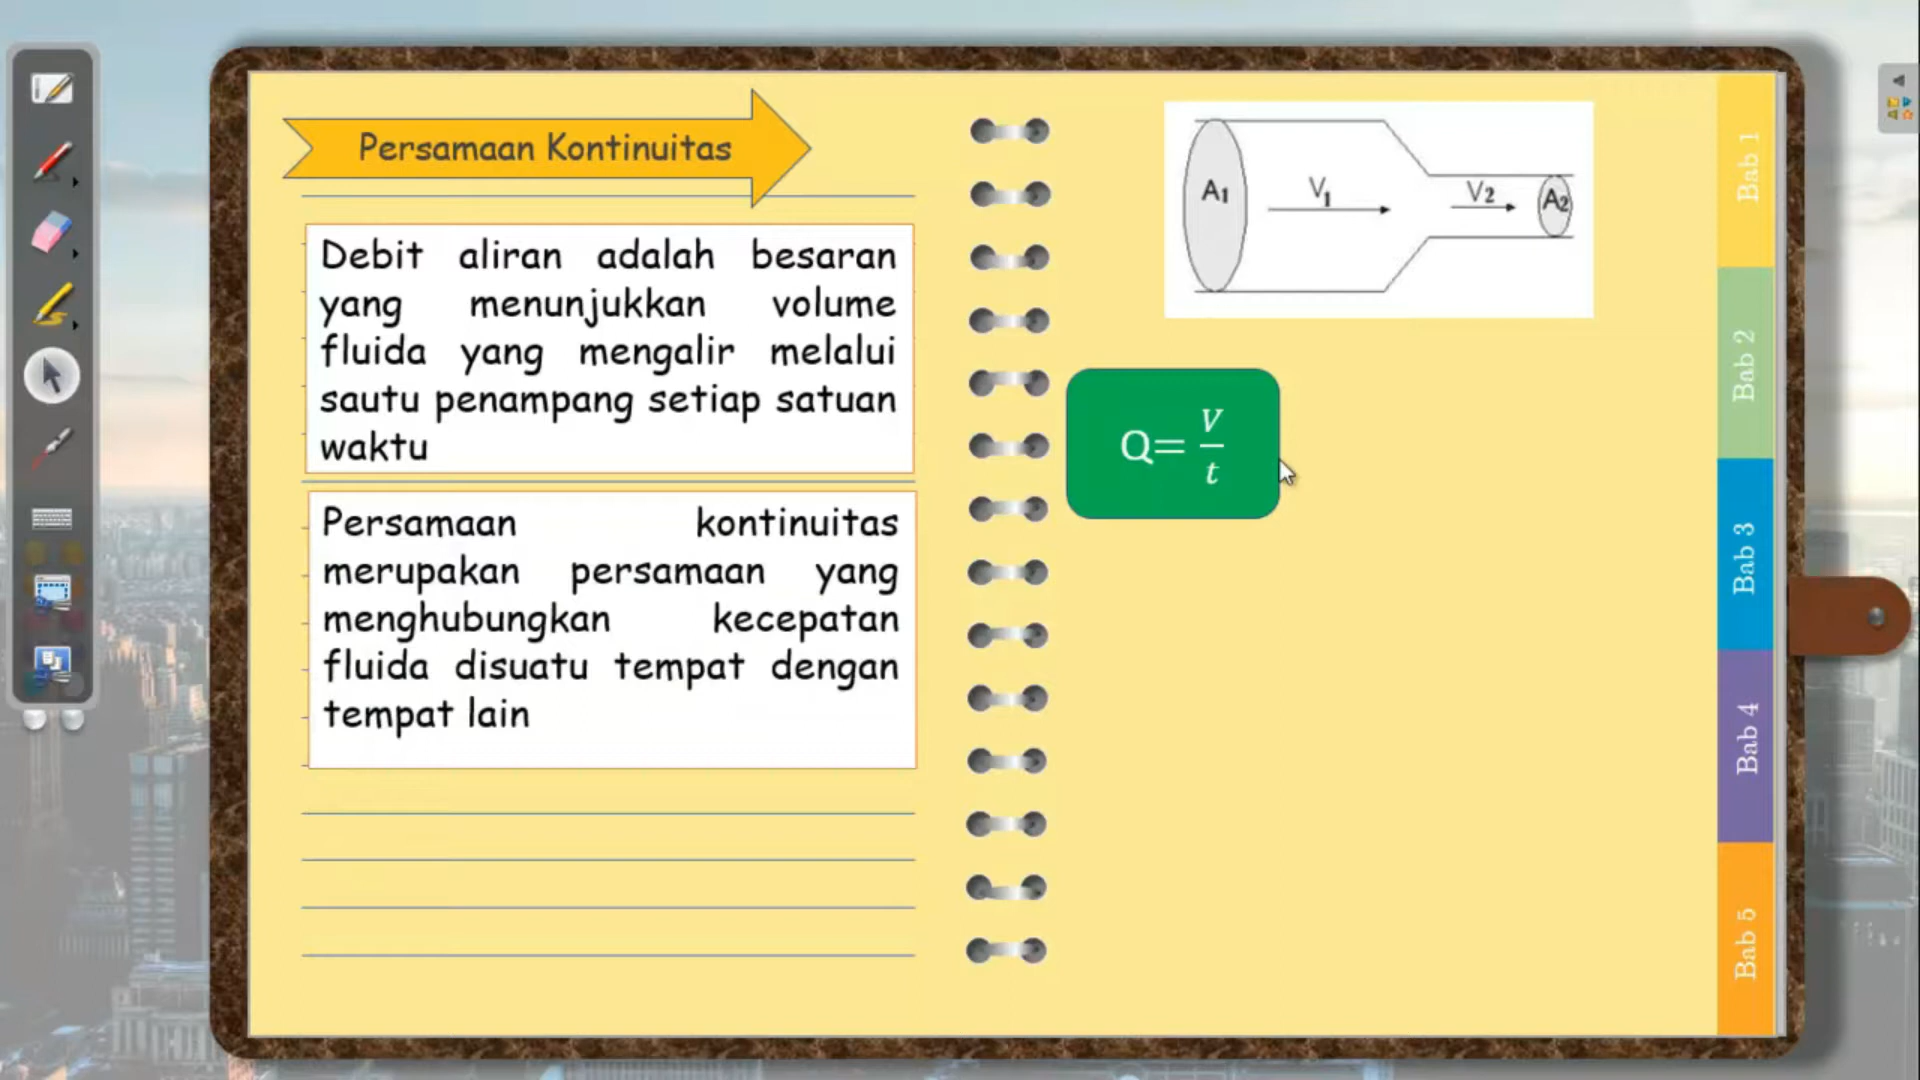 Persamaan Kontinuitas
Debit aliran adalah besaran
yang menunjukkan volume
fluida yang mengalir melalui
sautu penampang setiap satuan
waktu
Persamaan kontinuitas
merupakan persamaan yang
menghubungkan kecepatan
fluida disuatu tempat dengan
tempat lain
A1 V1 V2 A2
Q= V/t
Bab 1
Bab 2
Bab 3
Bab 4
Bab 5